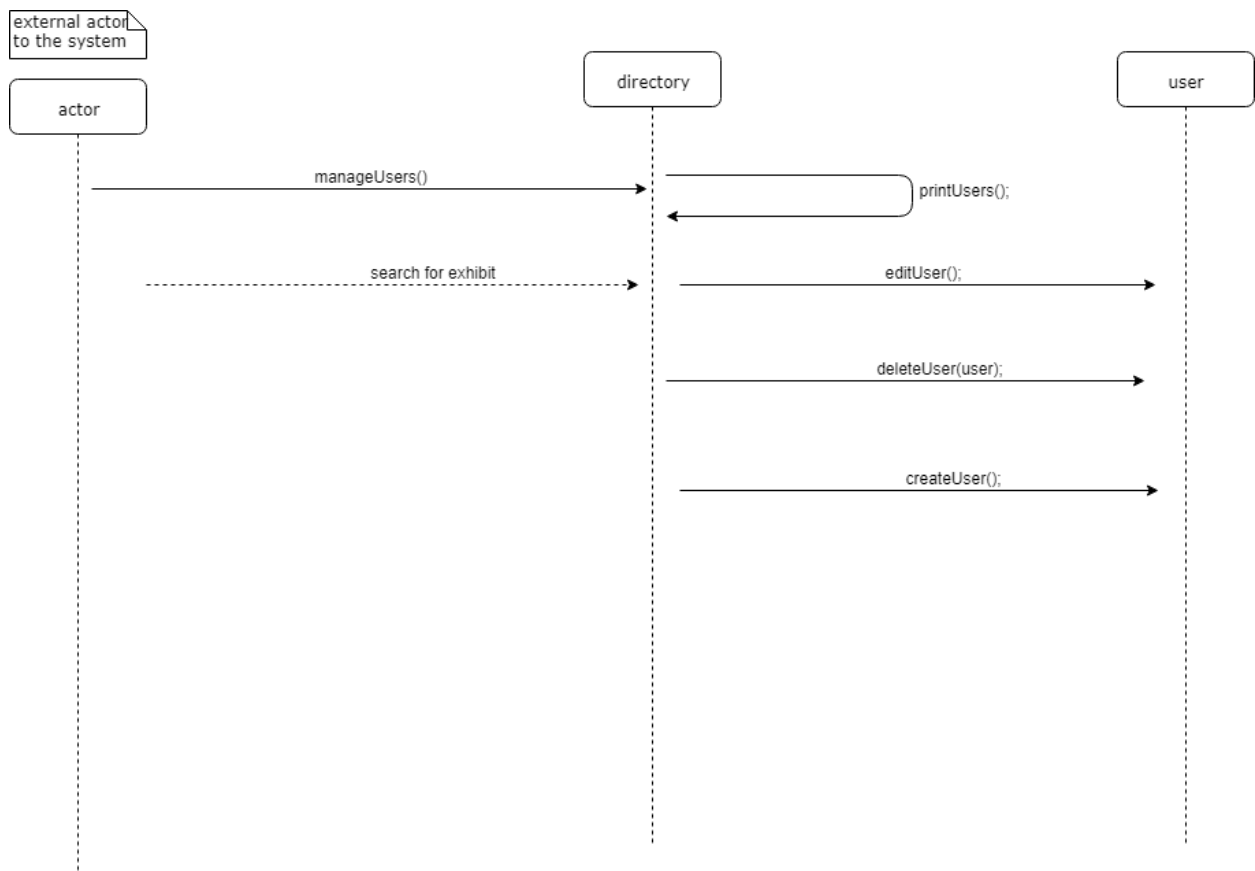 external actor
to the system
actor
directory
user
manageUsers()
printUsers();
search for exhibit
editUser();
deleteUser(user);
createUser();